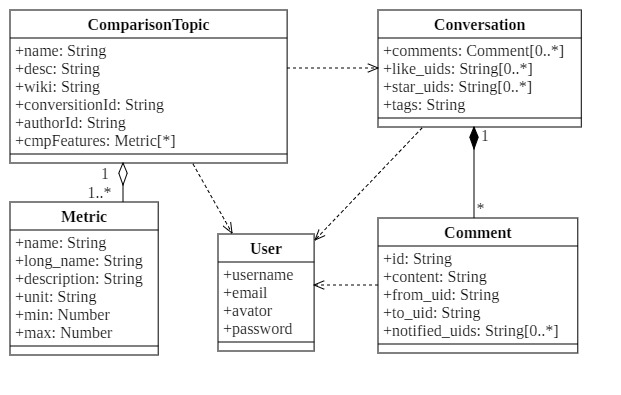 ComparisonTopic
+name: String
+desc: String
+wiki: String
+conversitionId: String
+authorId: String
+cmpFeatures: Metric[*]
Conversation
+comments: Comment[0..*]
+like_uids: String[0..*]
+star_uids: String[0..*]
+tags: String
1
1..*
1
*
Metric
+name: String
+long_name: String
+description: String
+unit: String
+min: Number
+max: Number
User
+username
+email
+avator
+password
Comment
+id: String
+content: String
+from_uid: String
+to_uid: String
+notified_uids: String[0..*]